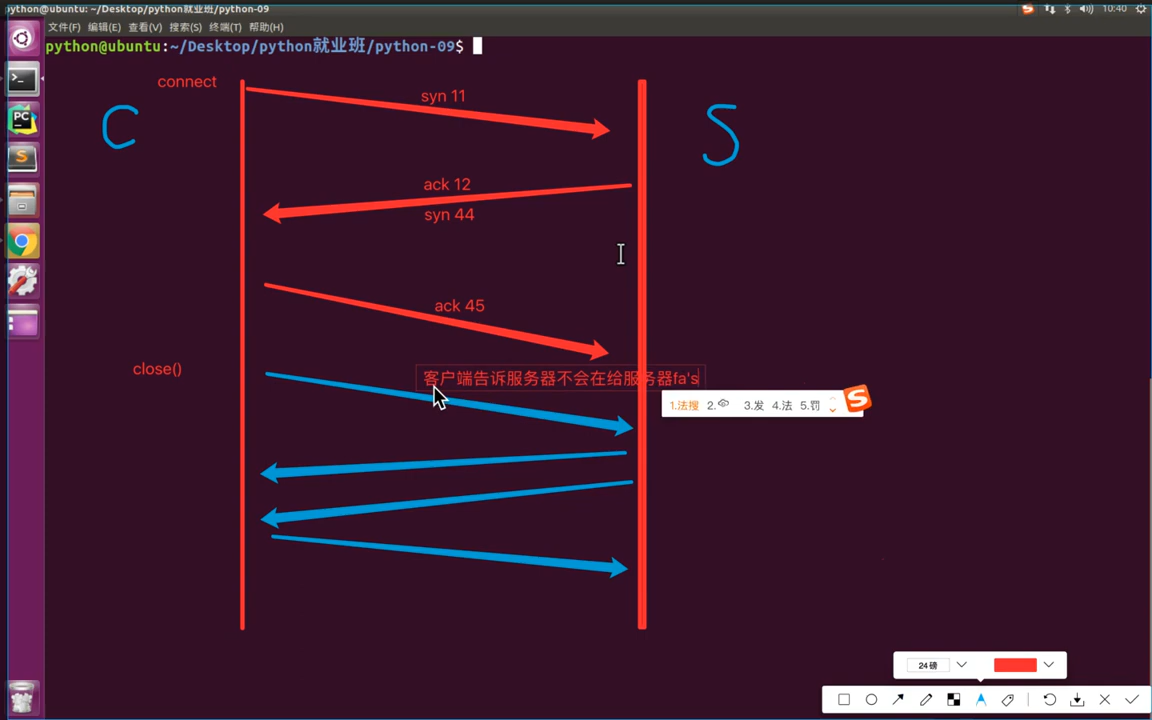 python@ubuntu: ~/Desktop/python就业班/python-09
10:40
文件(F) 编辑(E) 查看(V) 搜索(S) 终端(T) 帮助(H)
python@ubuntu:~/Desktop/python就业班/python-09$
connect
syn 11
C
S
ack 12
syn 44
ack 45
close()
客户端告诉服务器不会在给服务器fa's
1.法搜 2. 3.发 4.法 5.罚
S
PC
S
24磅